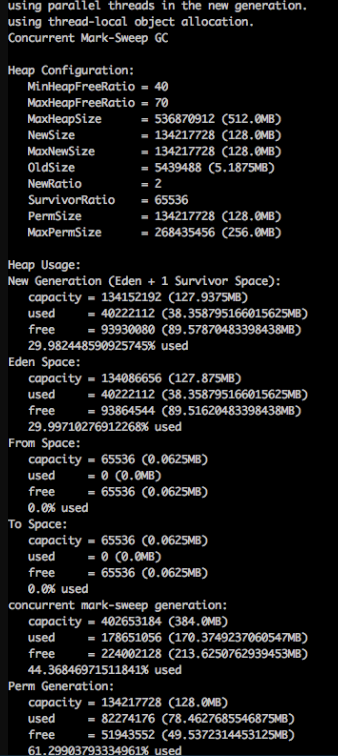 using parallel threads in the new generation.
using thread-local object allocation.
Concurrent Mark-Sweep GC
Heap Configuration:
MinHeapFreeRatio = 40
MaxHeapFreeRatio = 70
MaxHeapSize = 536870912 (512.0MB)
NewSize = 134217728 (128.0MB)
MaxNewSize = 134217728 (128.0MB)
OldSize = 5439488 (5.1875MB)
NewRatio = 2
SurvivorRatio = 65536
PermSize = 134217728 (128.0MB)
MaxPermSize = 268435456 (256.0MB)
Heap Usage:
New Generation (Eden + 1 Survivor Space):
capacity = 134152192 (127.9375MB)
used = 40222112 (38.358795166015625MB)
free = 93930080 (89.57870483398438MB)
29.982448590925745% used
Eden Space:
capacity = 134086656 (127.875MB)
used = 40222112 (38.358795166015625MB)
free = 93864544 (89.51620483398438MB)
29.99710276912268% used
From Space:
capacity = 65536 (0.0625MB)
used = 0 (0.0MB)
free = 65536 (0.0625MB)
0.0% used
To Space:
capacity = 65536 (0.0625MB)
used = 0 (0.0MB)
free = 65536 (0.0625MB)
0.0% used
concurrent mark-sweep generation:
capacity = 402653184 (384.0MB)
used = 178651056 (170.3749237060547MB)
free = 224002128 (213.6250762939453MB)
44.36846971511841% used
Perm Generation:
capacity = 134217728 (128.0MB)
used = 82274176 (78.4627685546875MB)
free = 51943552 (49.5372314453125MB)
61.29903793334961% used